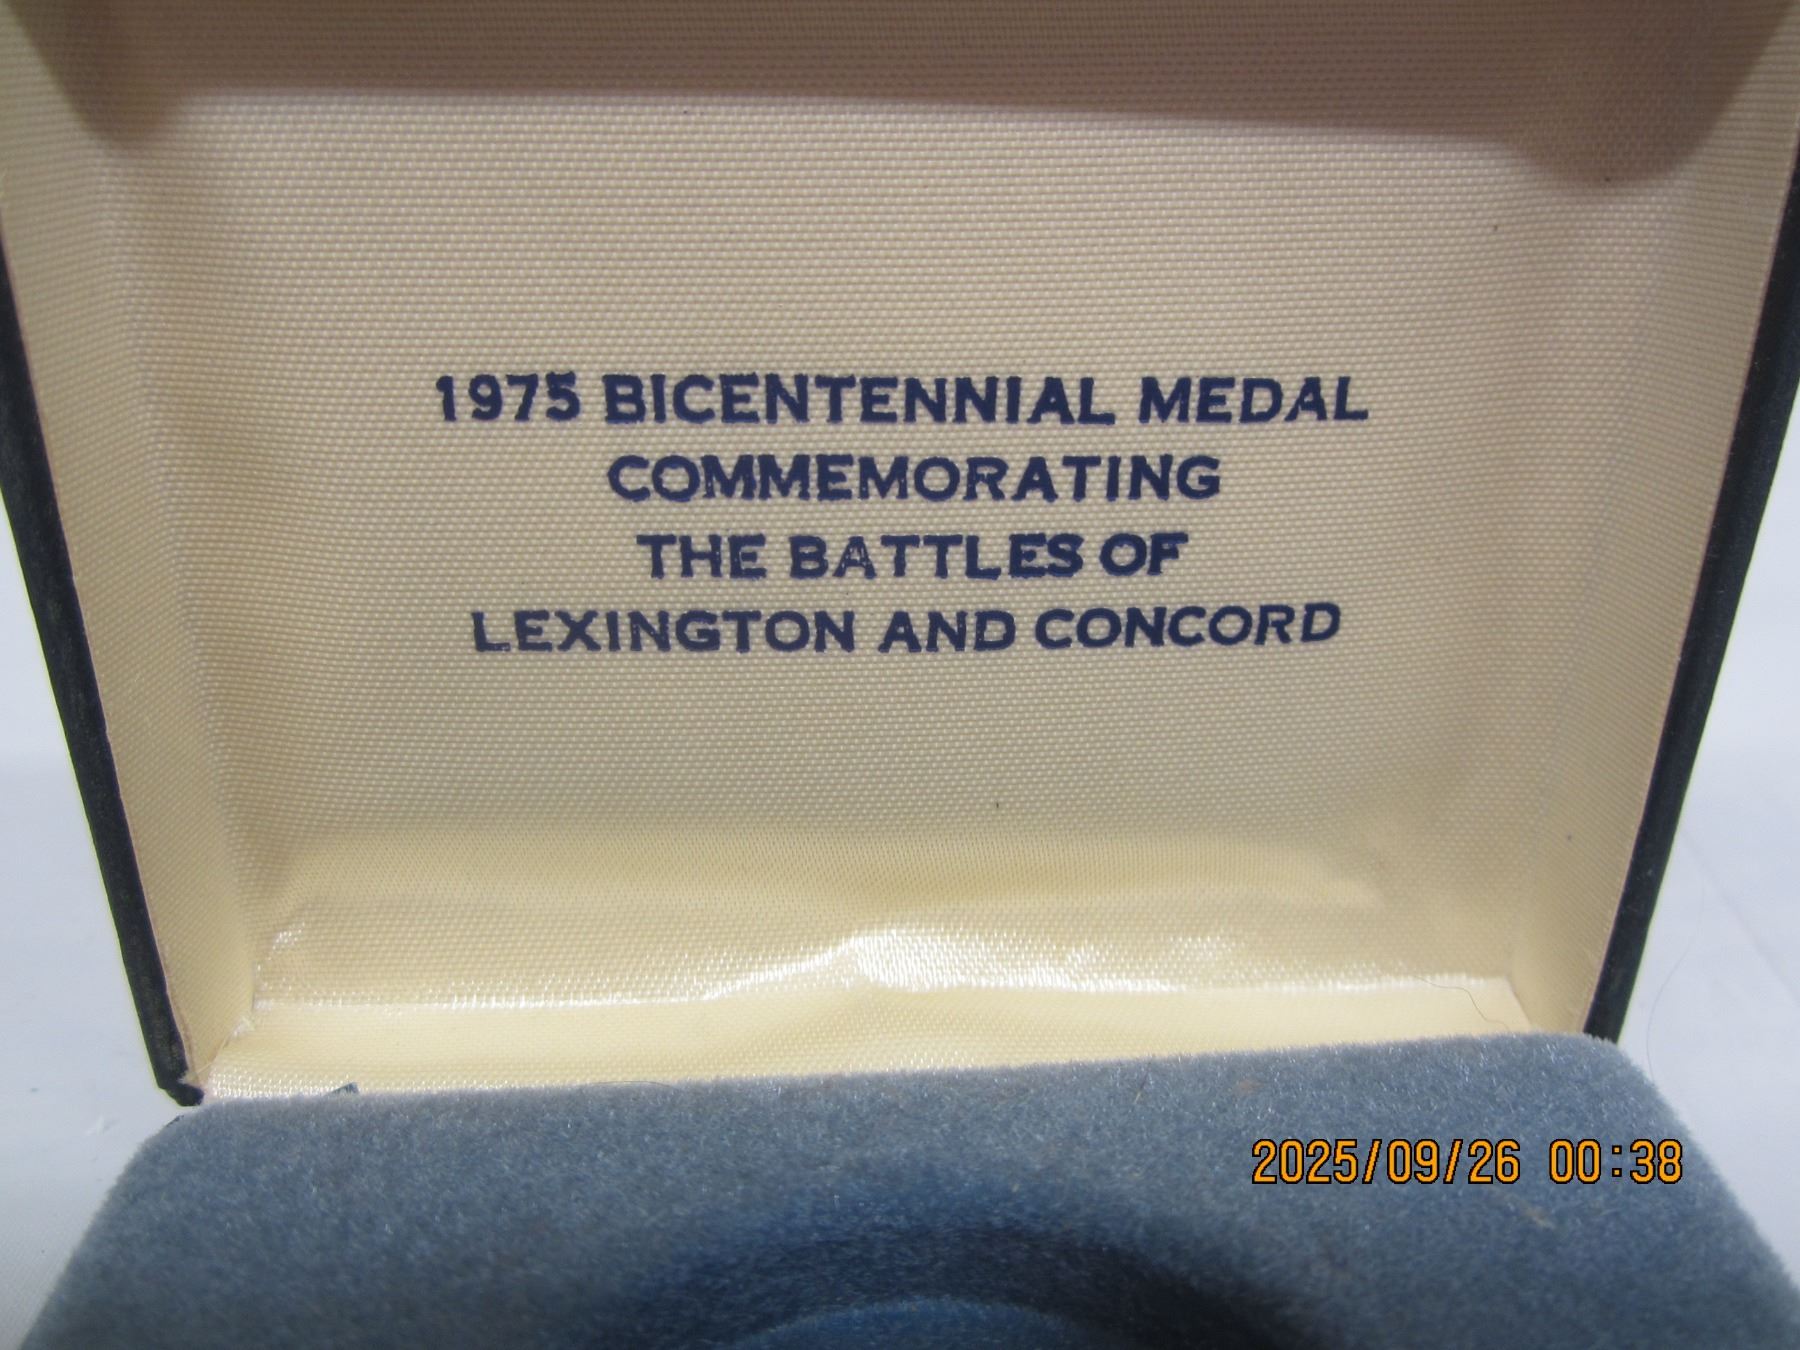 1975 BICENTENNIAL MEDAL
COMMEMORATING
THE BATTLES OF
LEXINGTON AND CONCORD
2025/09/26 00:38